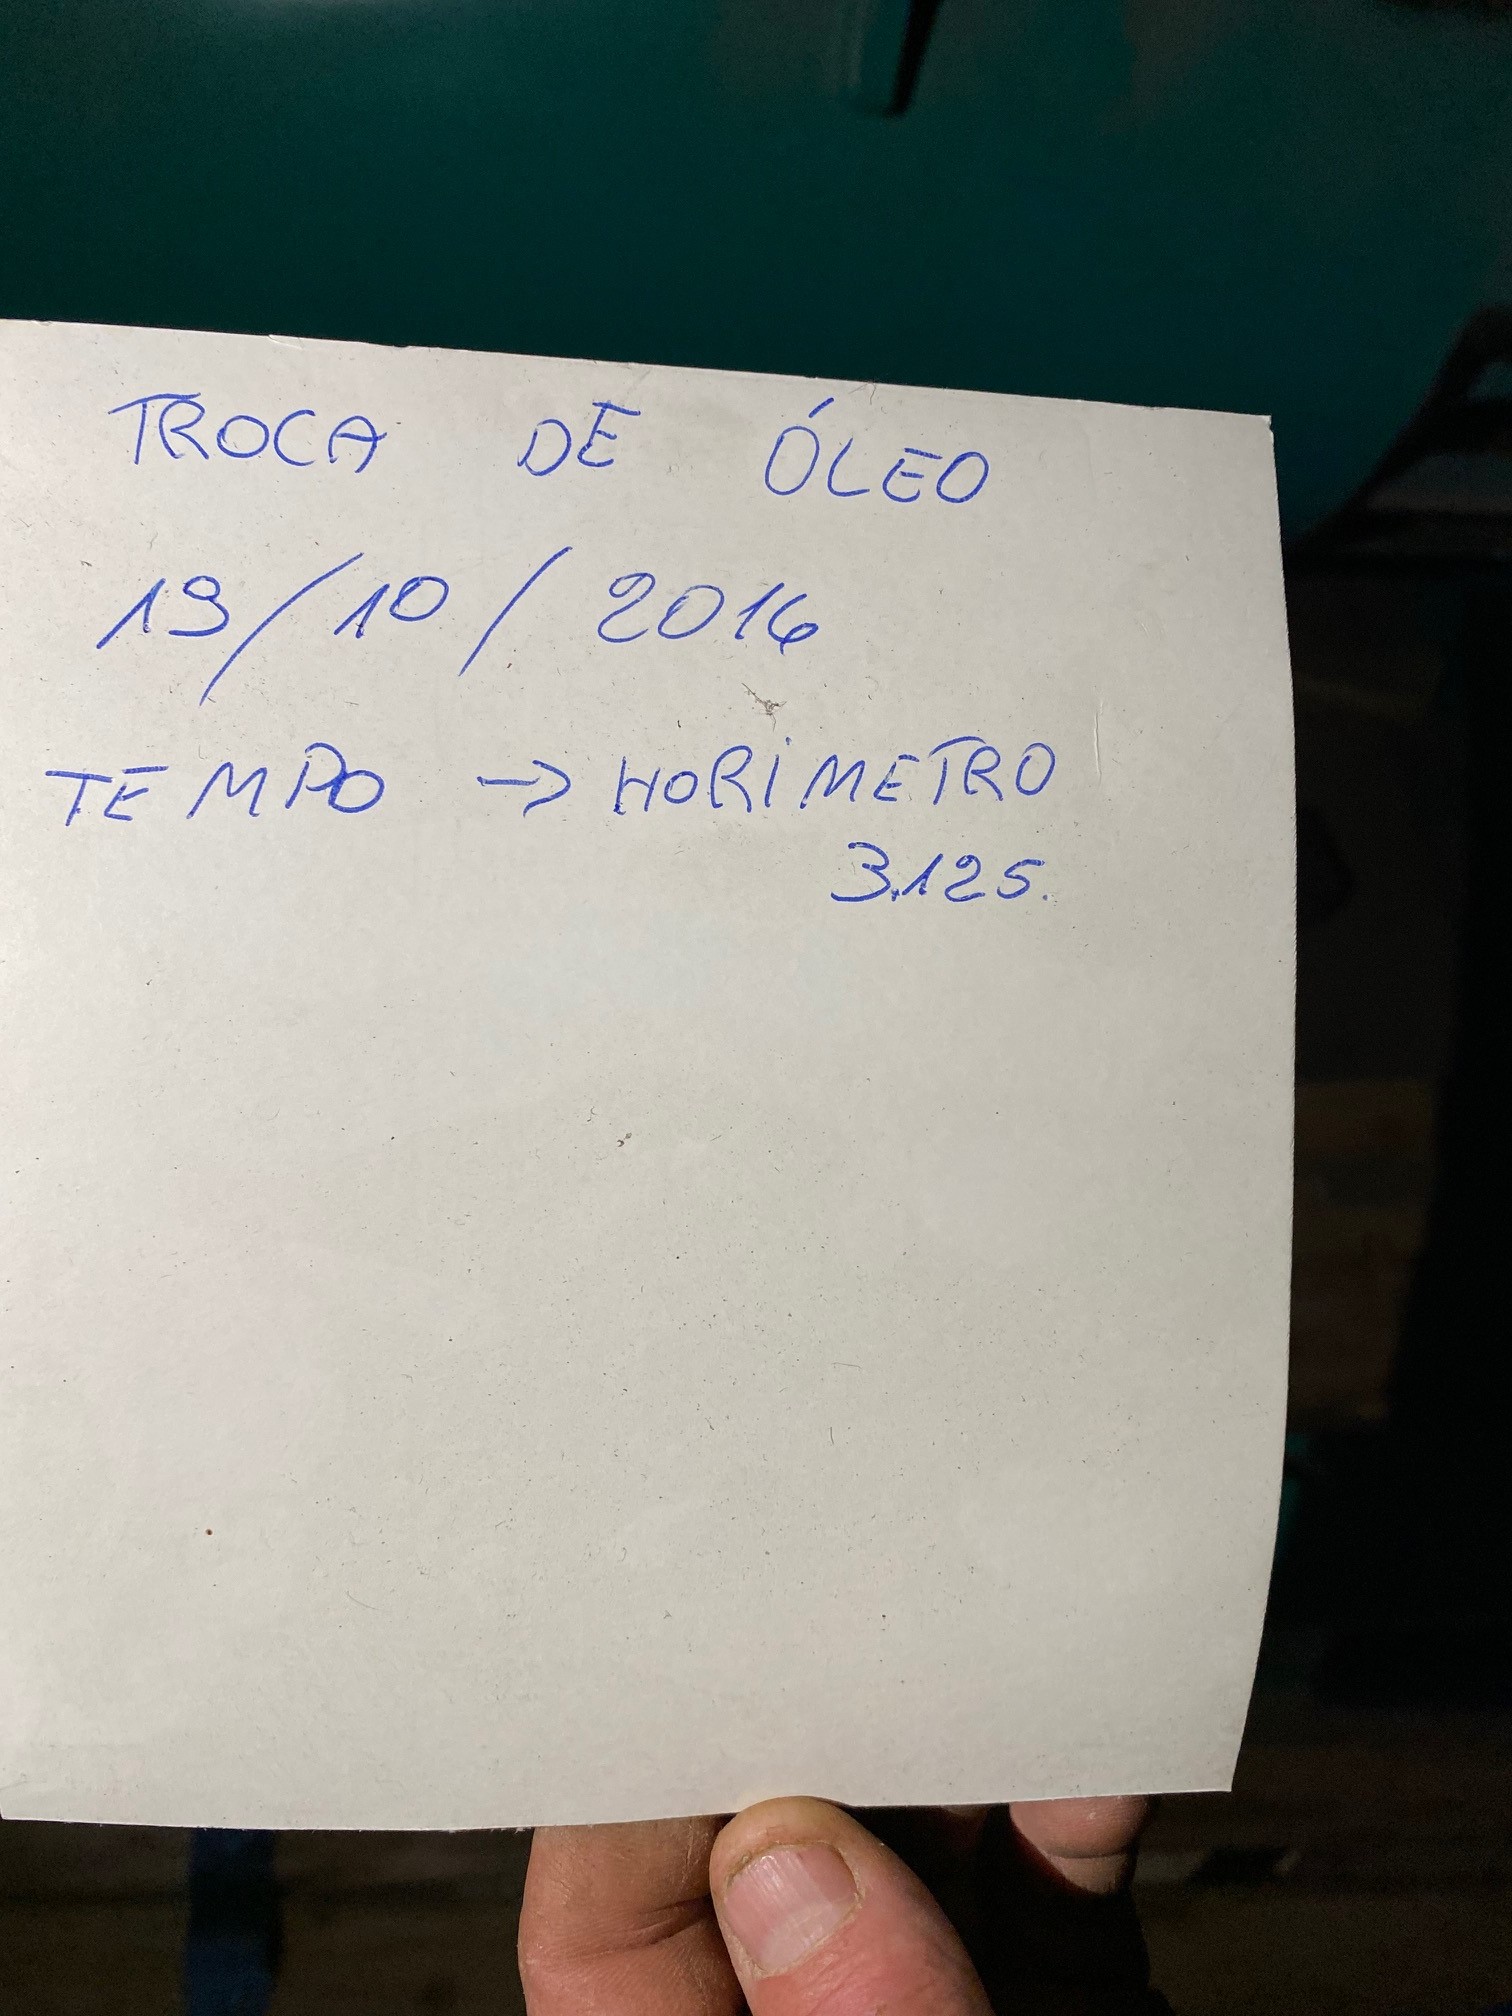 TROCA DE ÓLEO
19/10/2016
TEMPO -> HORIMETRO
3.125.